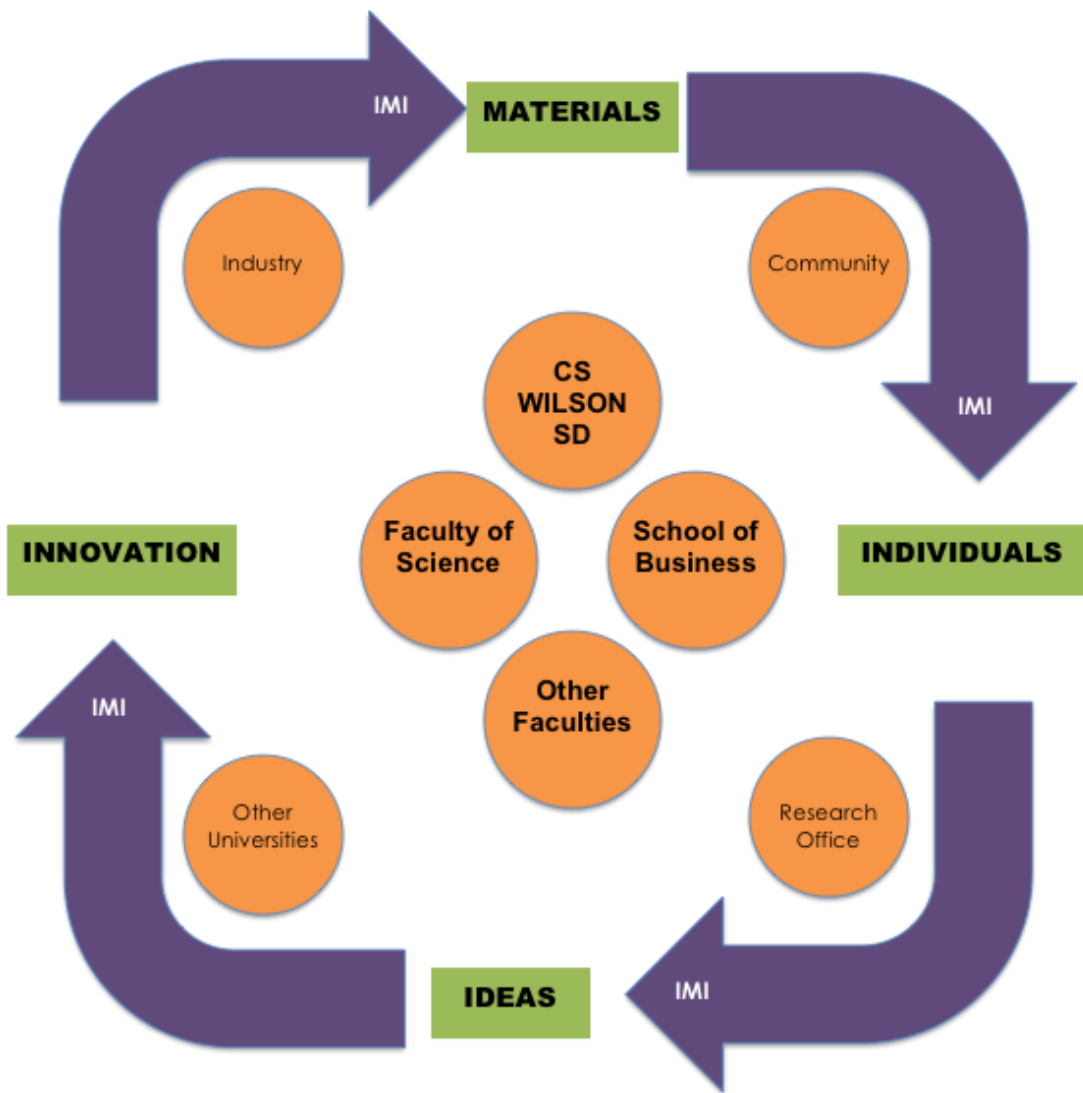 IMI
MATERIALS
Industry
Community
CS
WILSON
SD
IMI
Faculty of
Science
School of
Business
INNOVATION
INDIVIDUALS
Other
Faculties
IMI
Other
Universities
Research
Office
IDEAS
IMI